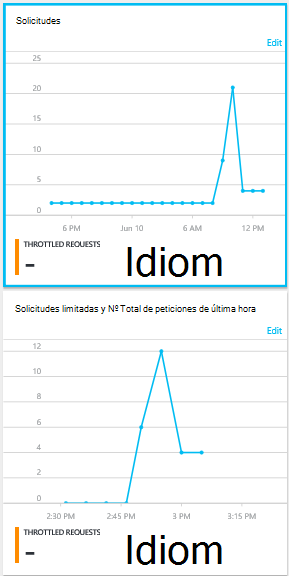 Solicitudes
Edit
25
20
15
10
5
0
6 PM Jun 10 6 AM 12 PM
THROTTLED REQUESTS
-
Idiom
Solicitudes limitadas y Nº Total de peticiones de última hora
Edit
12
10
8
6
4
2
0
2:30 PM 2:45 PM 3 PM 3:15 PM
THROTTLED REQUESTS
-
Idiom